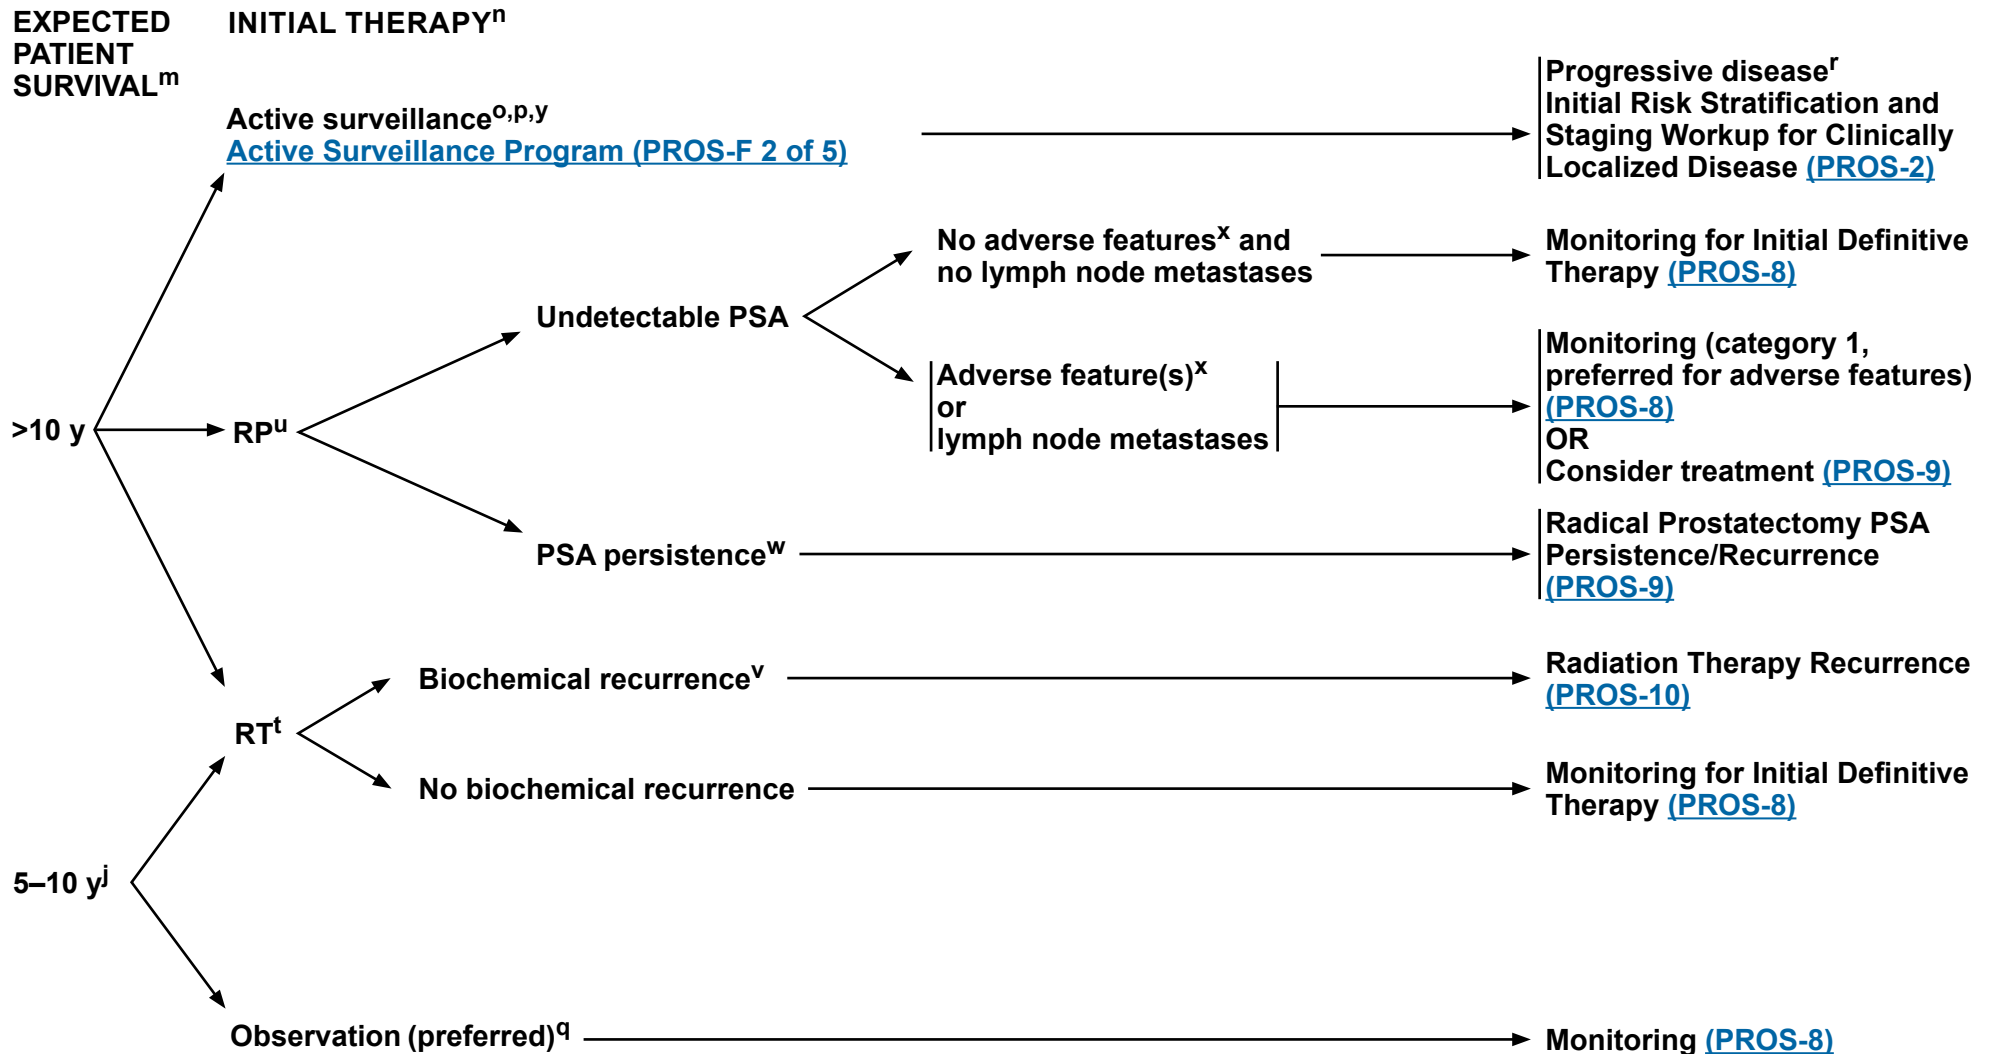 EXPECTED
PATIENT
SURVIVALm
INITIAL THERAPYn
Active surveillanceo,p,y
Active Surveillance Program (PROS-F 2 of 5)
Progressive diseaser
Initial Risk Stratification and
Staging Workup for Clinically
Localized Disease (PROS-2)
>10 y
RPu
Undetectable PSA
No adverse featuresx and
no lymph node metastases
Monitoring for Initial Definitive
Therapy (PROS-8)
Adverse feature(s)x
or
lymph node metastases
Monitoring (category 1,
preferred for adverse features)
(PROS-8)
OR
Consider treatment (PROS-9)
PSA persistencew
Radical Prostatectomy PSA
Persistence/Recurrence
(PROS-9)
RTt
Biochemical recurrencev
Radiation Therapy Recurrence
(PROS-10)
No biochemical recurrence
Monitoring for Initial Definitive
Therapy (PROS-8)
5–10 yj
Observation (preferred)q
Monitoring (PROS-8)